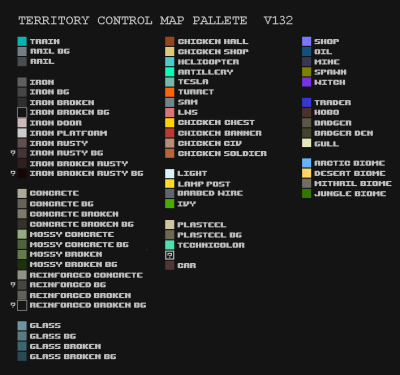 TERRITORY CONTROL MAP PALLETE V132
TRAIN
RAIL BG
RAIL
IRON
IRON BG
IRON BROKEN
IRON BROKEN BG
IRON DOOR
IRON PLATFORM
IRON RUSTY
? IRON RUSTY BG
IRON BROKEN RUSTY
? IRON BROKEN RUSTY BG
CONCRETE
CONCRETE BG
CONCRETE BROKEN
CONCRETE BROKEN BG
MOSSY CONCRETE
MOSSY CONCRETE BG
MOSSY BROKEN
MOSSY BROKEN BG
REINFORCED CONCRETE
? REINFORCED BG
REINFORCED BROKEN
? REINFORCED BROKEN BG
GLASS
GLASS BG
GLASS BROKEN
GLASS BROKEN BG
CHICKEN HALL
CHICKEN SHOP
HELICOPTER
ARTILLERY
TESLA
TURRET
SAM
LWS
CHICKEN CHEST
CHICKEN BANNER
CHICKEN CIV
CHICKEN SOLDIER
LIGHT
LAMP POST
BARBED WIRE
IVY
PLASTEEL
PLASTEEL BG
TECHNICOLOR
?
CAR
SHOP
OIL
MINE
SPAWN
WITCH
TRADER
HOBO
BADGER
BADGER DEN
GULL
ARCTIC BIOME
DESERT BIOME
MITHRIL BIOME
JUNGLE BIOME